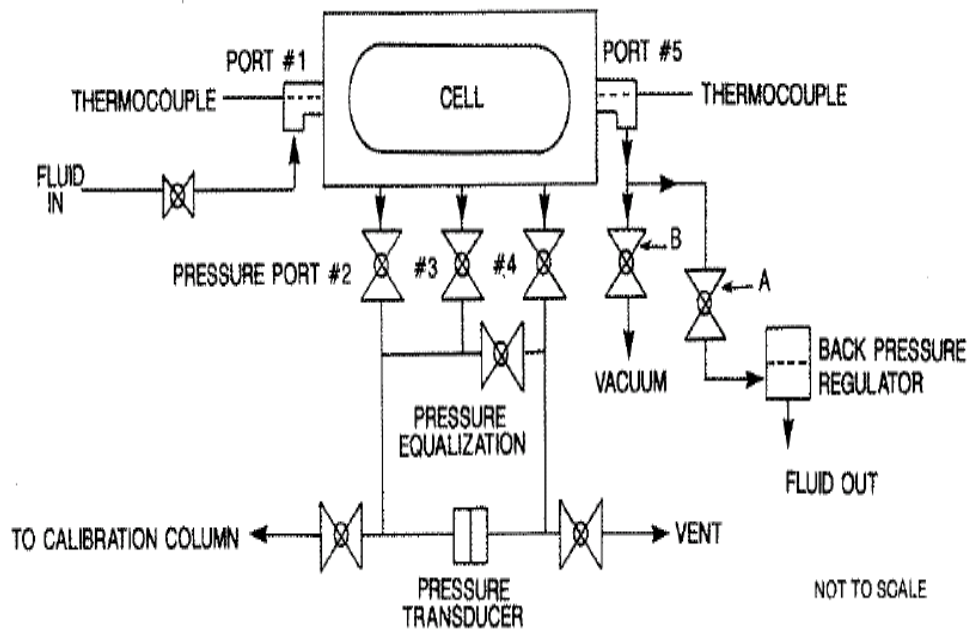 PORT #1
PORT #5
CELL
THERMOCOUPLE
THERMOCOUPLE
FLUID
IN
B
PRESSURE PORT #2
#3
#4
A
VACUUM
BACK PRESSURE
REGULATOR
PRESSURE
EQUALIZATION
FLUID OUT
TO CALIBRATION COLUMN
VENT
PRESSURE
TRANSDUCER
NOT TO SCALE